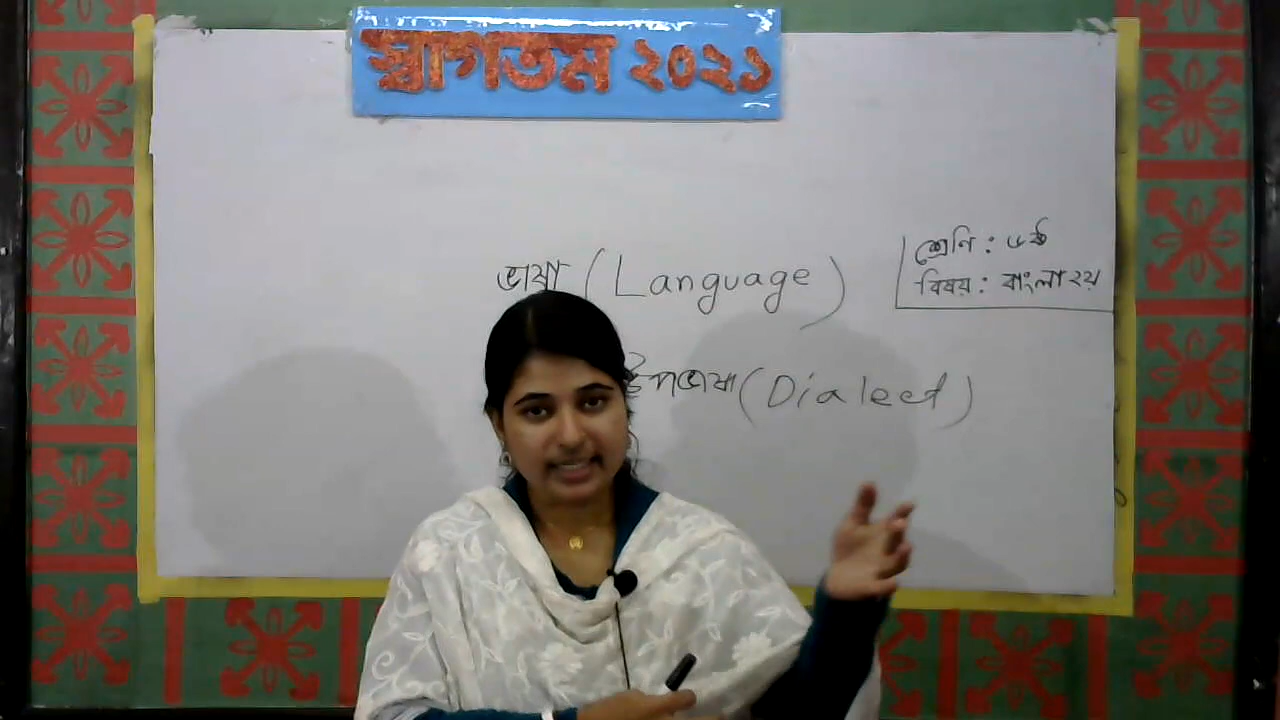 স্বাগতম ২০২১
ভাষা (Language)
শ্রেণি : ৬ষ্ঠ
বিষয় : বাংলা ২য়
উপভাষা (Dialect)